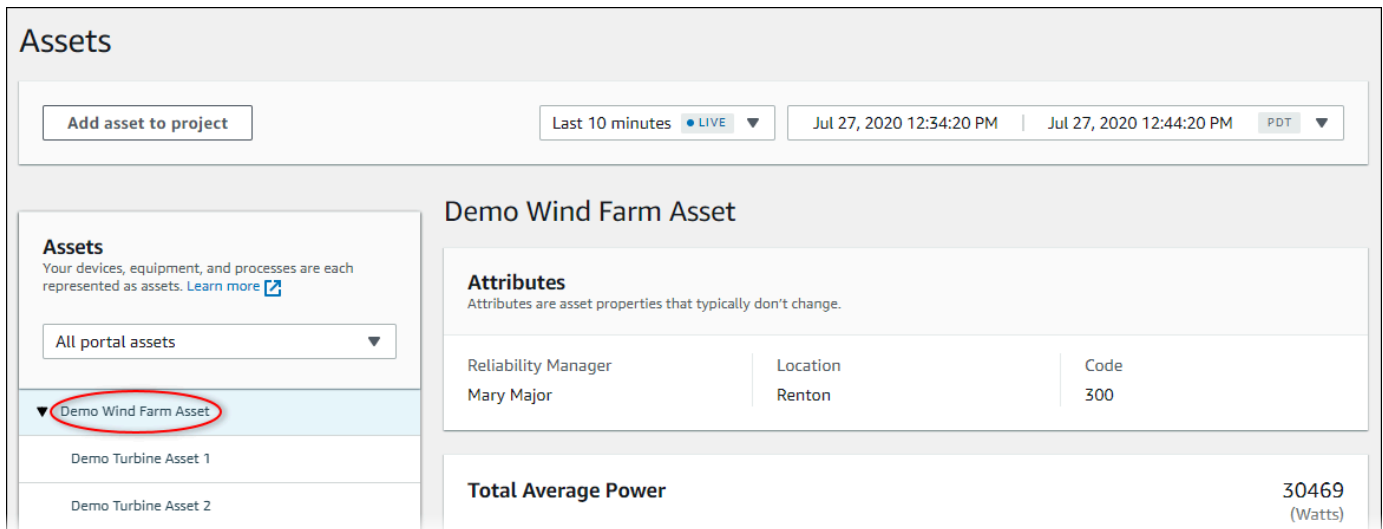 Assets
Add asset to project
Last 10 minutes ● LIVE ▼
Jul 27, 2020 12:34:20 PM | Jul 27, 2020 12:44:20 PM PDT ▼
Assets
Your devices, equipment, and processes are each
represented as assets. Learn more
All portal assets ▼
▼ Demo Wind Farm Asset
Demo Turbine Asset 1
Demo Turbine Asset 2
Demo Wind Farm Asset
Attributes
Attributes are asset properties that typically don't change.
Reliability Manager
Mary Major
Location
Renton
Code
300
Total Average Power
30469
(Watts)